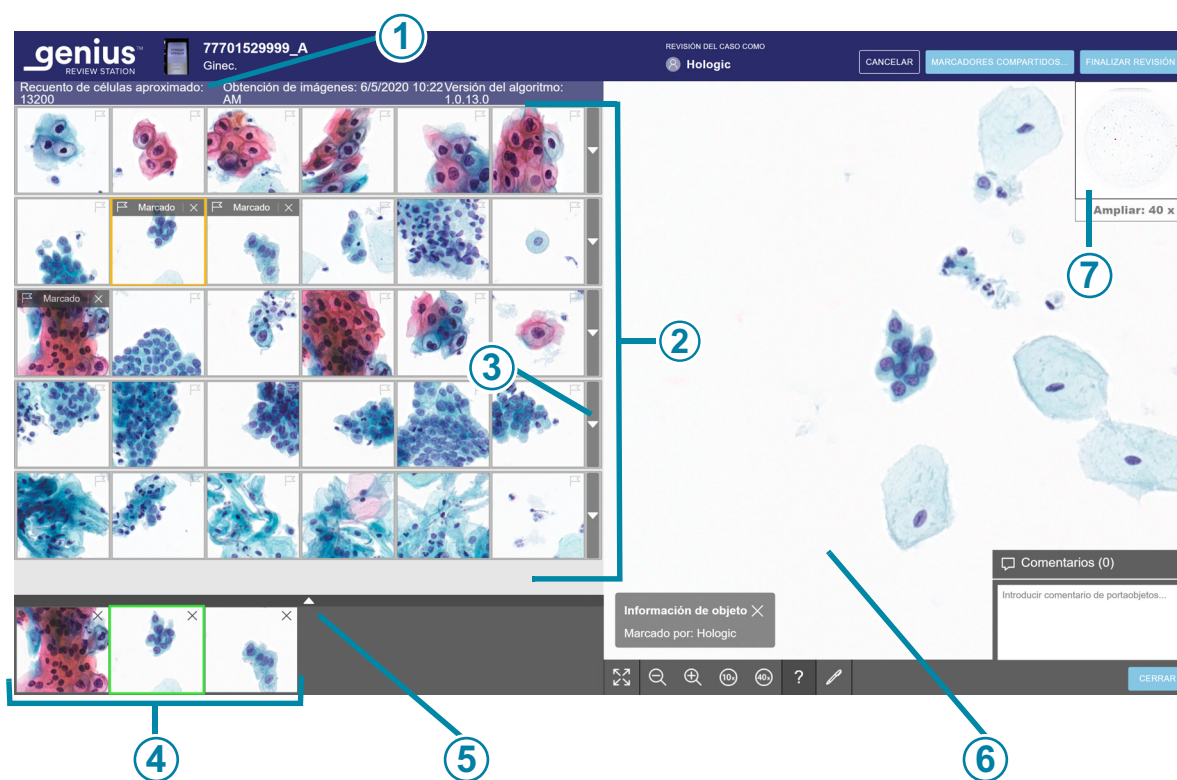 genius™
REVIEW STATION
77701529999_A
Ginec.
REVISIÓN DEL CASO COMO
Hologic
CANCELAR
MARCADORES COMPARTIDOS...
FINALIZAR REVISIÓN
1
Recuento de células aproximado:
13200
Obtención de imágenes: 6/5/2020 10:22
AM
Versión del algoritmo:
1.0.13.0
Marcado
Marcado
Marcado
2
3
Ampliar: 40 x
7
Comentarios (0)
Introducir comentario de portaobjetos...
Información de objeto
Marcado por: Hologic
10x
40x
?
CERRAR
4
5
6